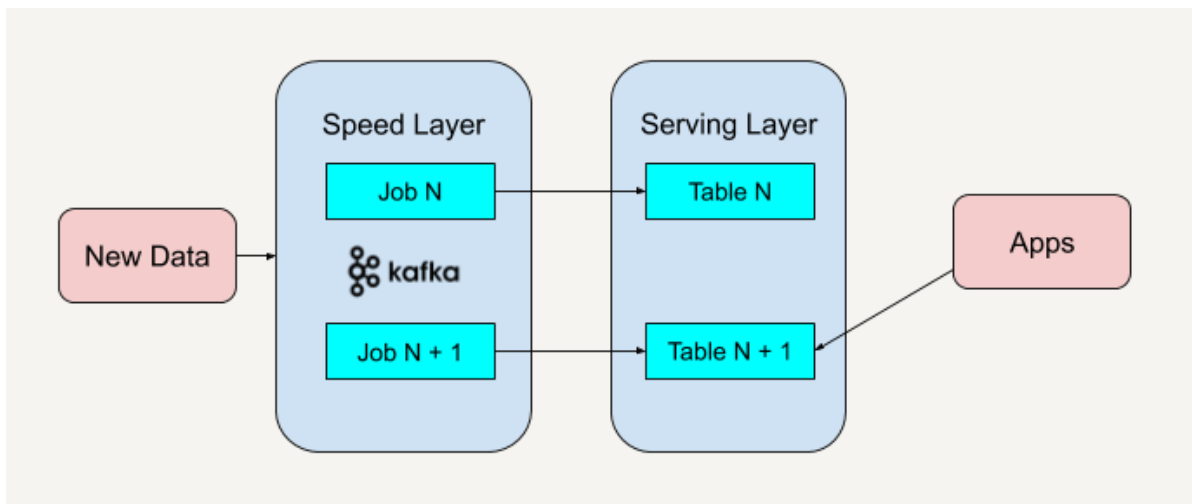 Speed Layer
Serving Layer
Job N
Table N
New Data
kafka
Apps
Job N + 1
Table N + 1